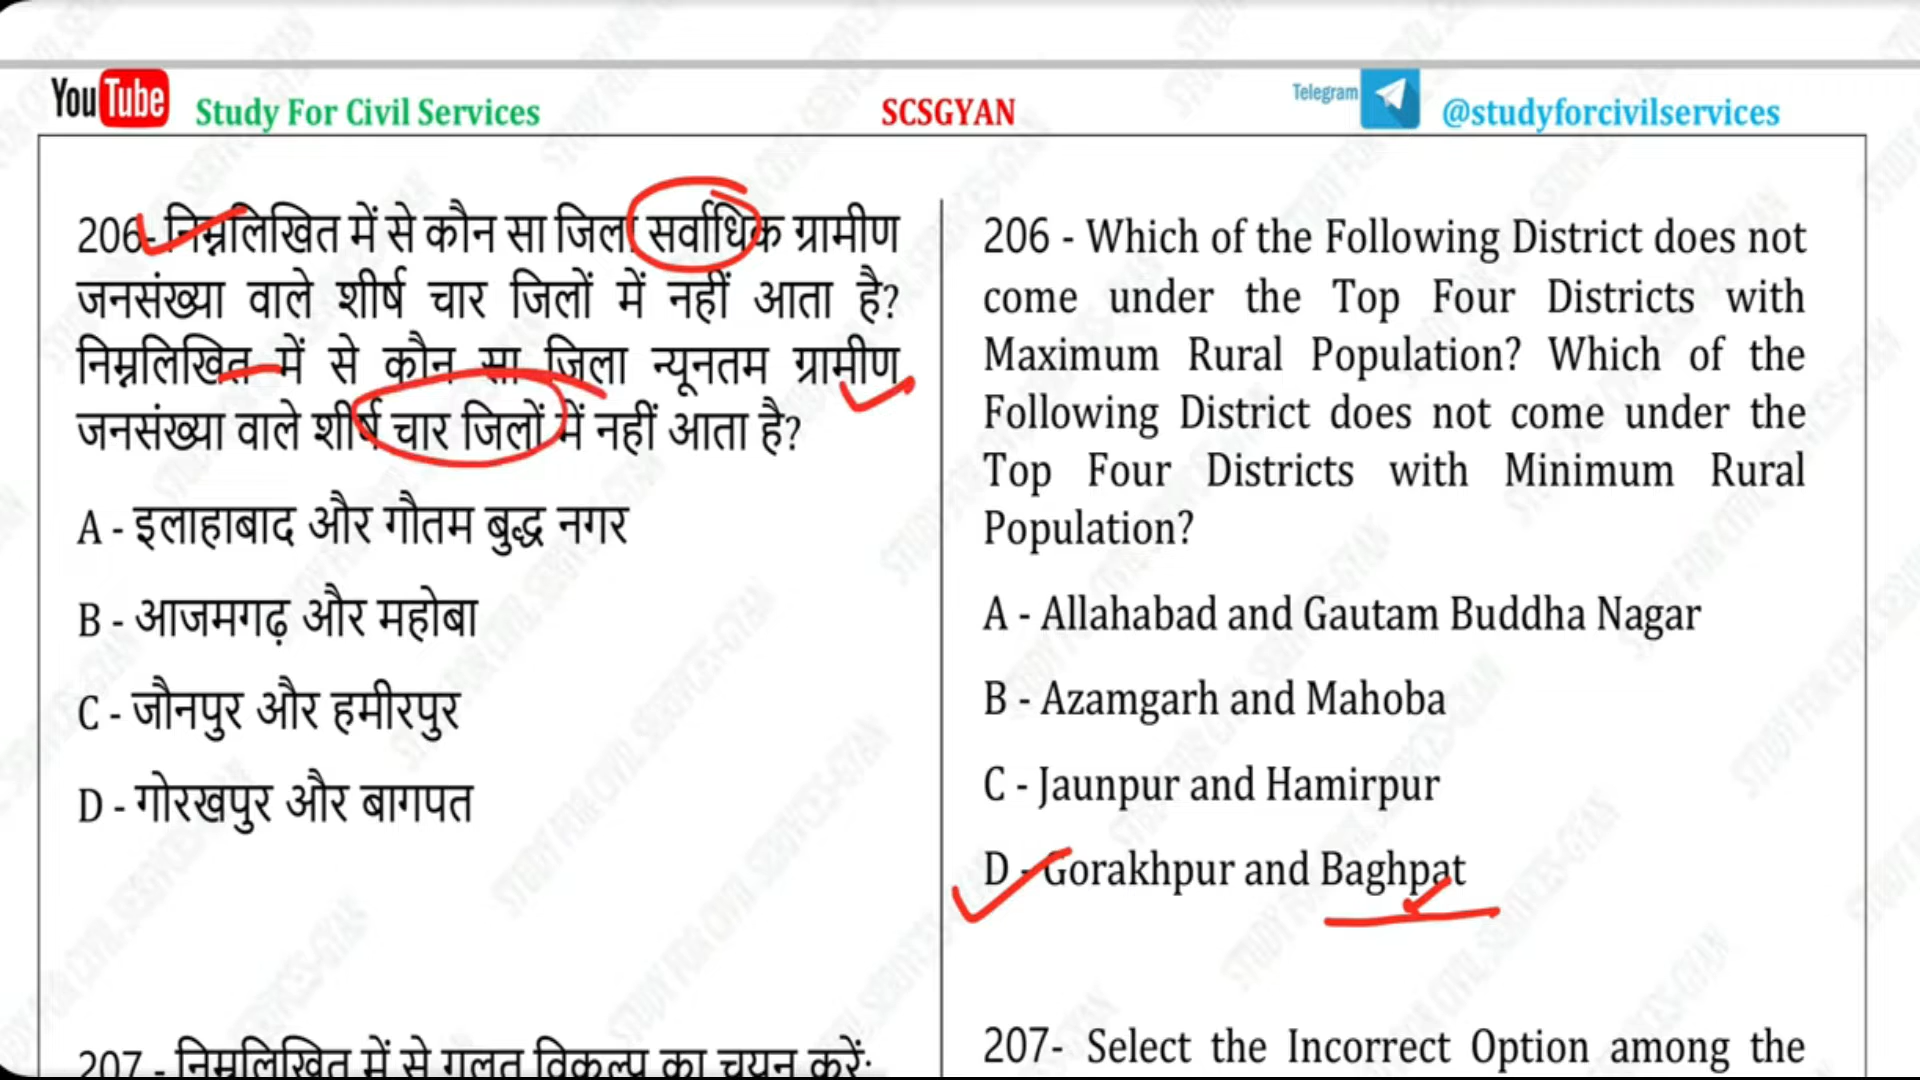 YouTube Study For Civil Services SCSGYAN Telegram @studyforcivilservices
206- निम्नलिखित में से कौन सा जिला सर्वाधिक ग्रामीण
जनसंख्या वाले शीर्ष चार जिलों में नहीं आता है?
निम्नलिखित में से कौन सा जिला न्यूनतम ग्रामीण
जनसंख्या वाले शीर्ष चार जिलों में नहीं आता है?
A - इलाहाबाद और गौतम बुद्ध नगर
B - आजमगढ़ और महोबा
C - जौनपुर और हमीरपुर
D - गोरखपुर और बागपत
207 - निम्नलिखित में से गलत विकल्प का चयन करें:
206 - Which of the Following District does not
come under the Top Four Districts with
Maximum Rural Population? Which of the
Following District does not come under the
Top Four Districts with Minimum Rural
Population?
A - Allahabad and Gautam Buddha Nagar
B - Azamgarh and Mahoba
C - Jaunpur and Hamirpur
D - Gorakhpur and Baghpat
207- Select the Incorrect Option among the